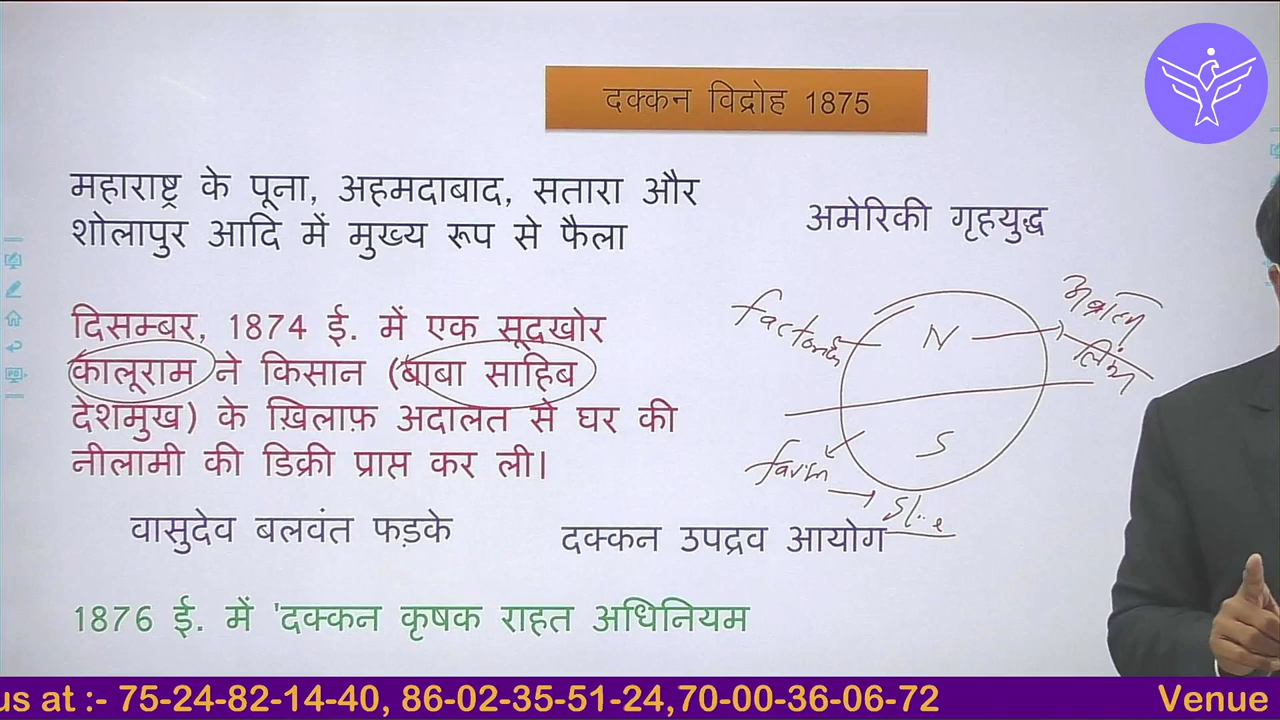 दक्कन विद्रोह 1875
महाराष्ट्र के पूना, अहमदाबाद, सतारा और
शोलापुर आदि में मुख्य रूप से फैला
अमेरिकी गृहयुद्ध
दिसम्बर, 1874 ई. में एक सूदखोर
कालूराम ने किसान (बाबा साहिब
देशमुख) के ख़िलाफ़ अदालत से घर की
नीलामी की डिक्री प्राप्त कर ली।
N
S
farm
वासुदेव बलवंत फड़के
दक्कन उपद्रव आयोग
1876 ई. में 'दक्कन कृषक राहत अधिनियम
us at :- 75-24-82-14-40, 86-02-35-51-24,70-00-36-06-72
Venue